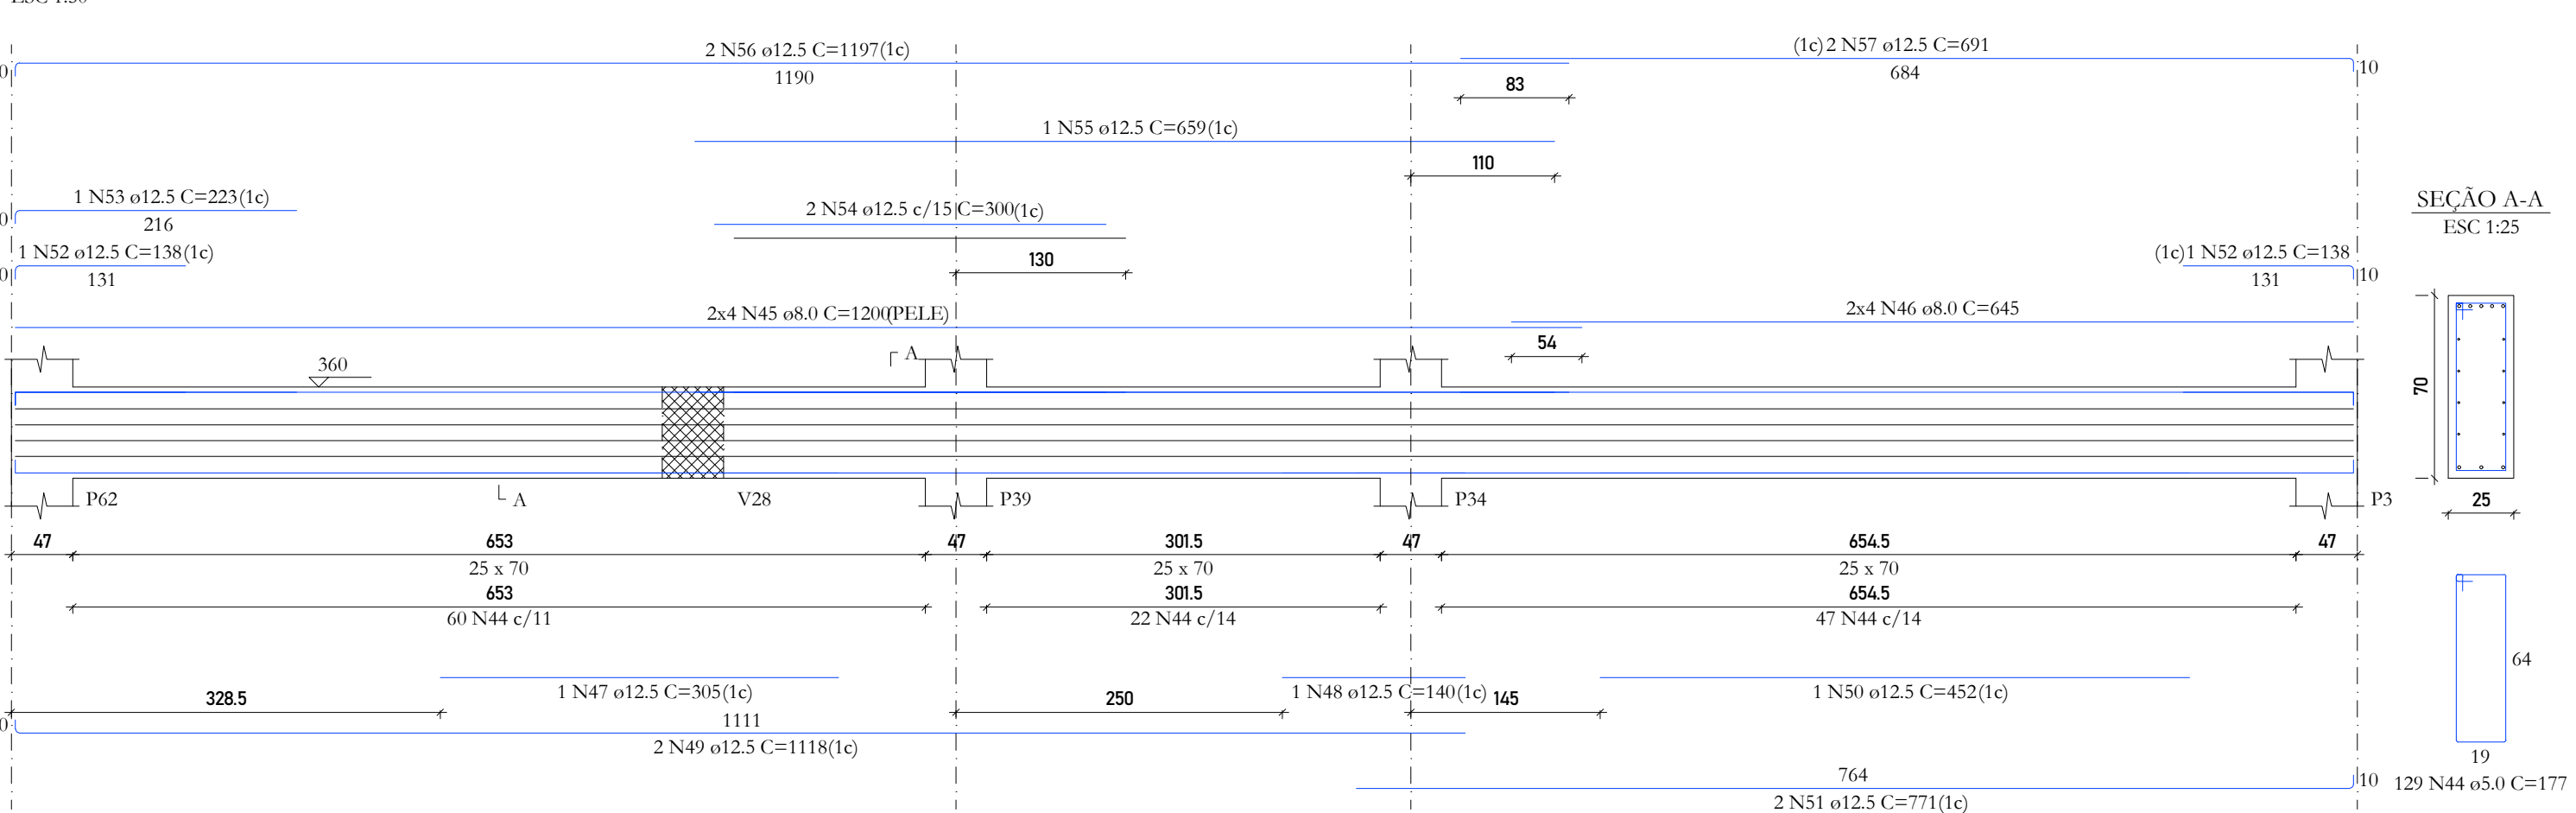 2 N56 ø12.5 C=1197(1c)
1190
(1c)2 N57 ø12.5 C=691
684
10
83
1 N55 ø12.5 C=659(1c)
110
1 N53 ø12.5 C=223(1c)
216
2 N54 ø12.5 c/15 C=300(1c)
130
1 N52 ø12.5 C=138(1c)
131
(1c)1 N52 ø12.5 C=138
131
10
2x4 N45 ø8.0 C=1200(PELE)
2x4 N46 ø8.0 C=645
54
360
A
A
P62
V28
P39
P34
P3
47
653
47
301.5
47
654.5
47
25 x 70
25 x 70
25 x 70
653
301.5
654.5
60 N44 c/11
22 N44 c/14
47 N44 c/14
328.5
1 N47 ø12.5 C=305(1c)
250
1 N48 ø12.5 C=140(1c)
145
1 N50 ø12.5 C=452(1c)
1111
2 N49 ø12.5 C=1118(1c)
764
10
2 N51 ø12.5 C=771(1c)
SEÇÃO A-A
ESC 1:25
70
25
64
19
129 N44 ø5.0 C=177